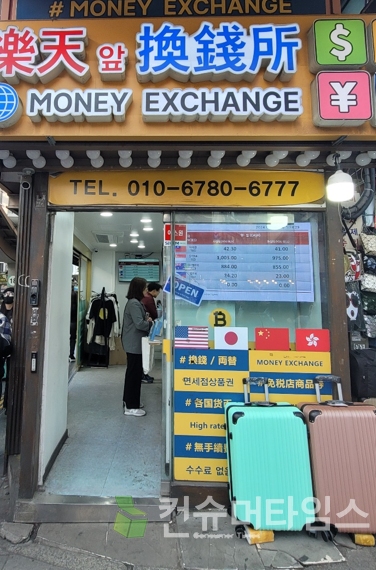 # MONEY EXCHANGE
樂天 앞 換錢所 $
MONEY EXCHANGE ¥
TEL. 010-6780-6777
OPEN
# 換錢 / 両替
MONEY EXCHANGE
면세점상품권
免税店商品
# 各国货
High rate
# 無手續
수수료 없
컨슈머타임스